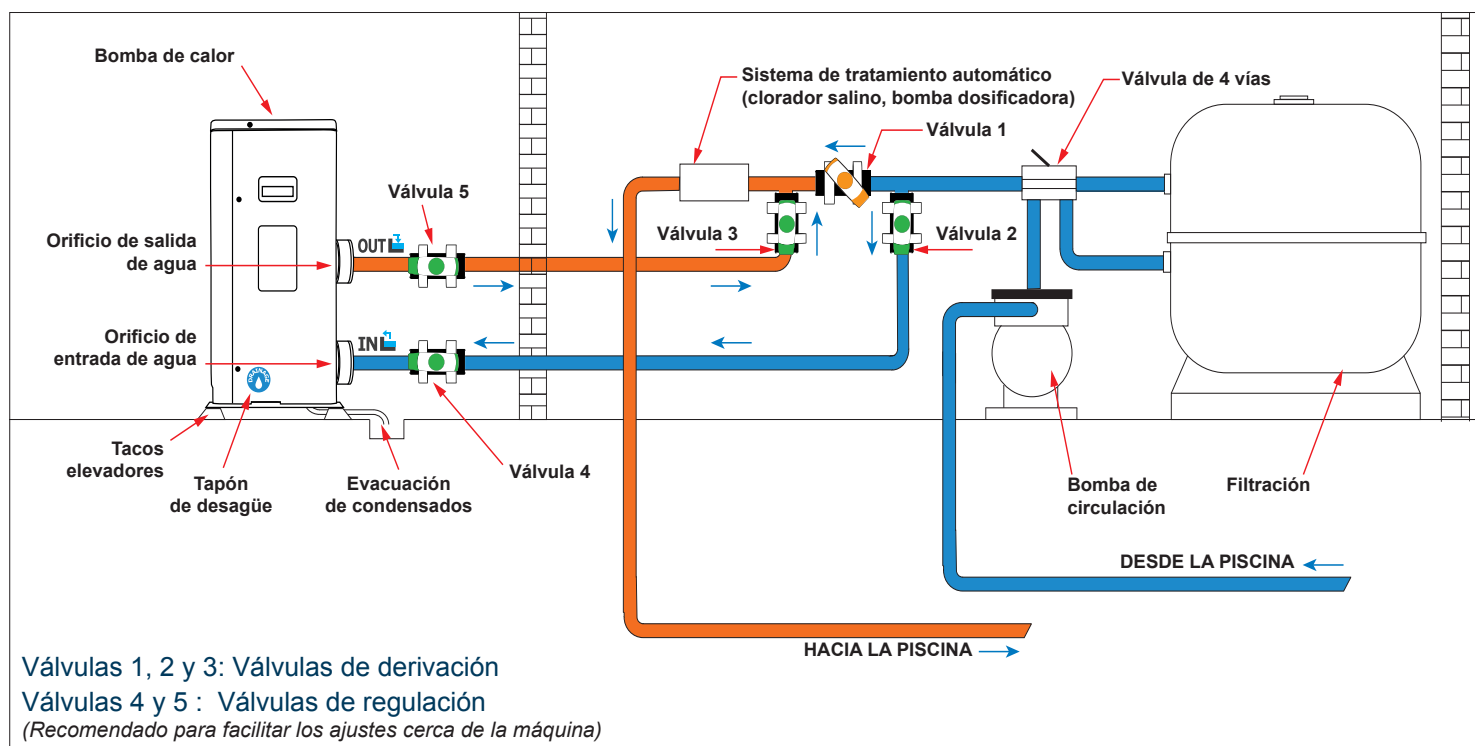 Bomba de calor
Sistema de tratamiento automático
(clorador salino, bomba dosificadora)
Válvula de 4 vías
Válvula 1
Válvula 5
Válvula 3
Válvula 2
Orificio de salida
de agua
OUT
Orificio de
entrada de agua
IN
DRAINAGE
Tacos
elevadores
Tapón
de desagüe
Evacuación
de condensados
Válvula 4
Bomba de
circulación
Filtración
DESDE LA PISCINA
HACIA LA PISCINA
Válvulas 1, 2 y 3: Válvulas de derivación
Válvulas 4 y 5 : Válvulas de regulación
(Recomendado para facilitar los ajustes cerca de la máquina)